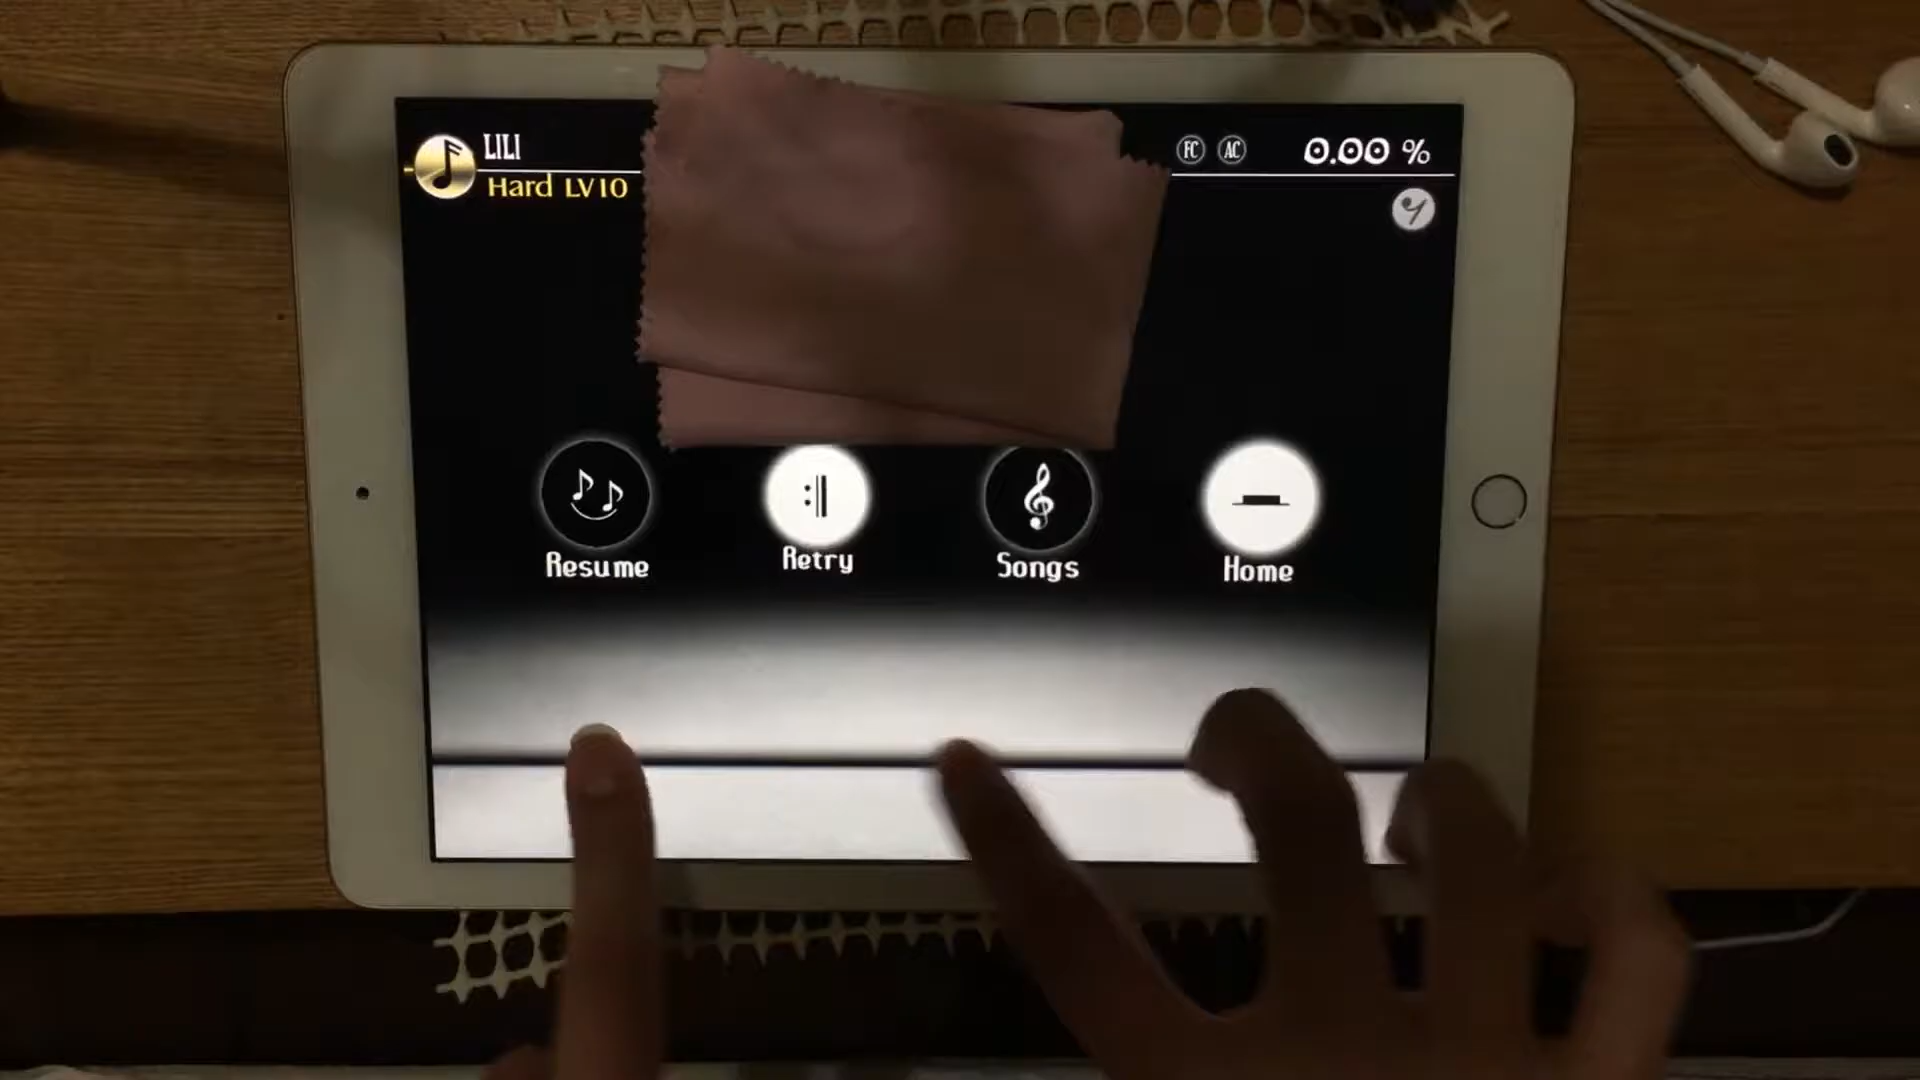 LILI
Hard LV10
FC AC 0.00 %
Resume
Retry
Songs
Home